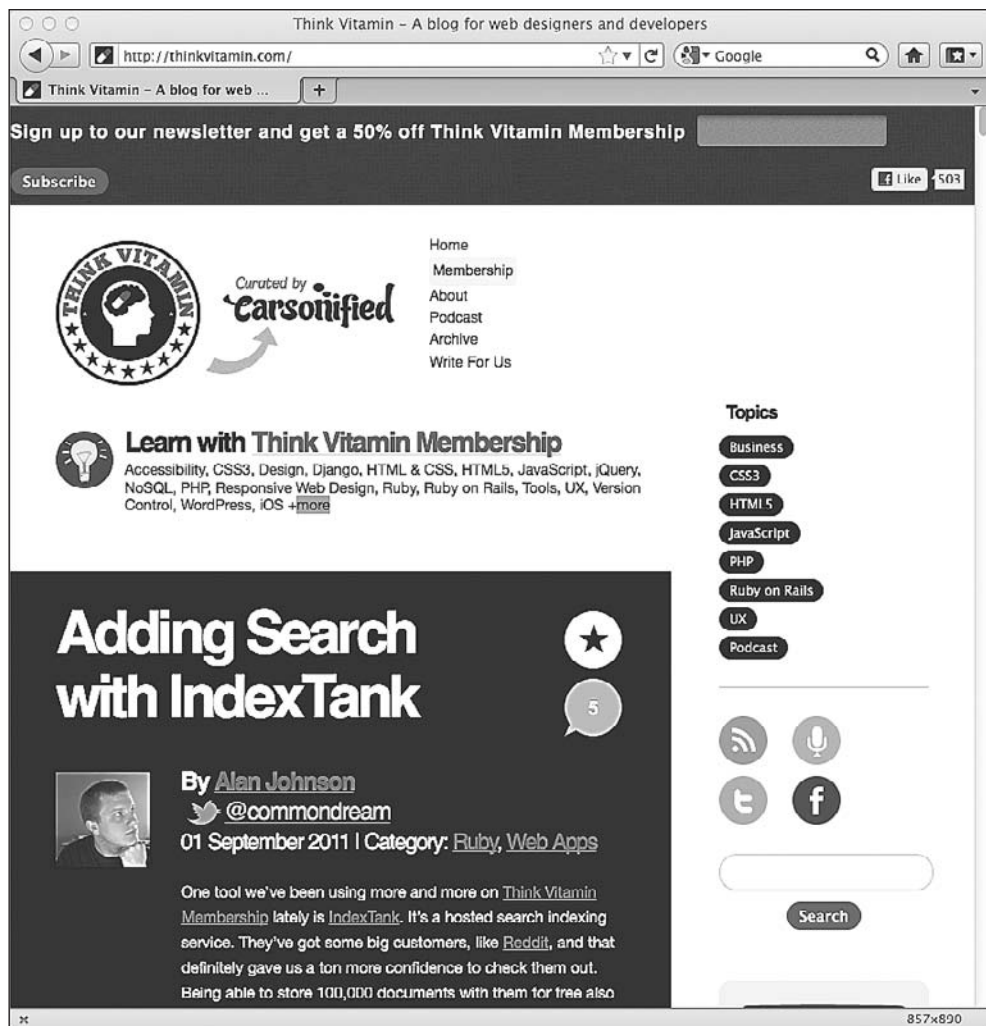 Think Vitamin – A blog for web designers and developers
http://thinkvitamin.com/
Google
Think Vitamin – A blog for web ...
+
Sign up to our newsletter and get a 50% off Think Vitamin Membership
Subscribe
Like
503
THINK VITAMIN
Curated by
Carsonified
Home
Membership
About
Podcast
Archive
Write For Us
Learn with Think Vitamin Membership
Accessibility, CSS3, Design, Django, HTML & CSS, HTML5, JavaScript, jQuery,
NoSQL, PHP, Responsive Web Design, Ruby, Ruby on Rails, Tools, UX, Version
Control, WordPress, iOS +more
Topics
Business
CSS3
HTML5
JavaScript
PHP
Ruby on Rails
UX
Podcast
Search
Adding Search
with IndexTank
5
By Alan Johnson
@commondream
01 September 2011 | Category: Ruby, Web Apps
One tool we've been using more and more on Think Vitamin
Membership lately is IndexTank. It's a hosted search indexing
service. They've got some big customers, like Reddit, and that
definitely gave us a ton more confidence to check them out.
Being able to store 100,000 documents with them for free also
857×890